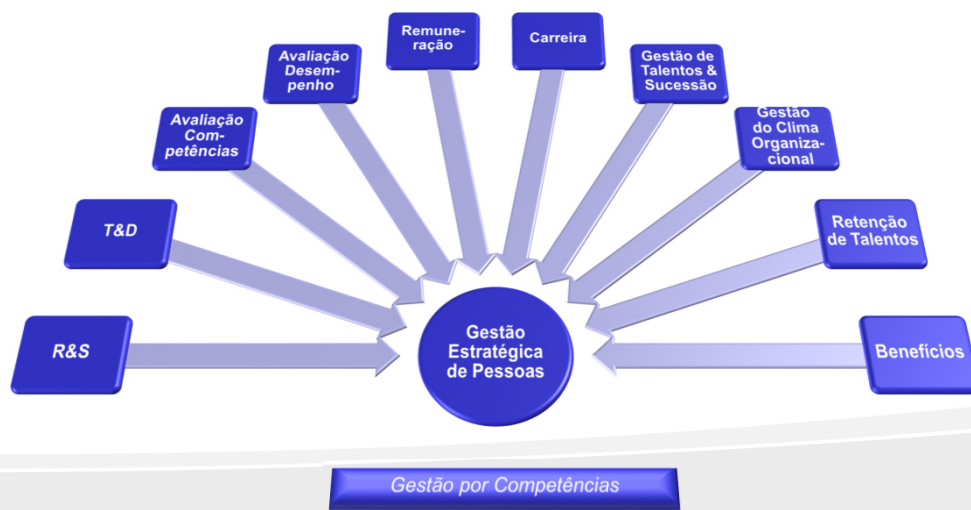 R&S
T&D
Avaliação
Com-
petências
Avaliação
Desem-
penho
Remune-
ração
Carreira
Gestão de
Talentos &
Sucessão
Gestão
do Clima
Organiza-
cional
Retenção
de Talentos
Benefícios
Gestão
Estratégica
de Pessoas
Gestão por Competências